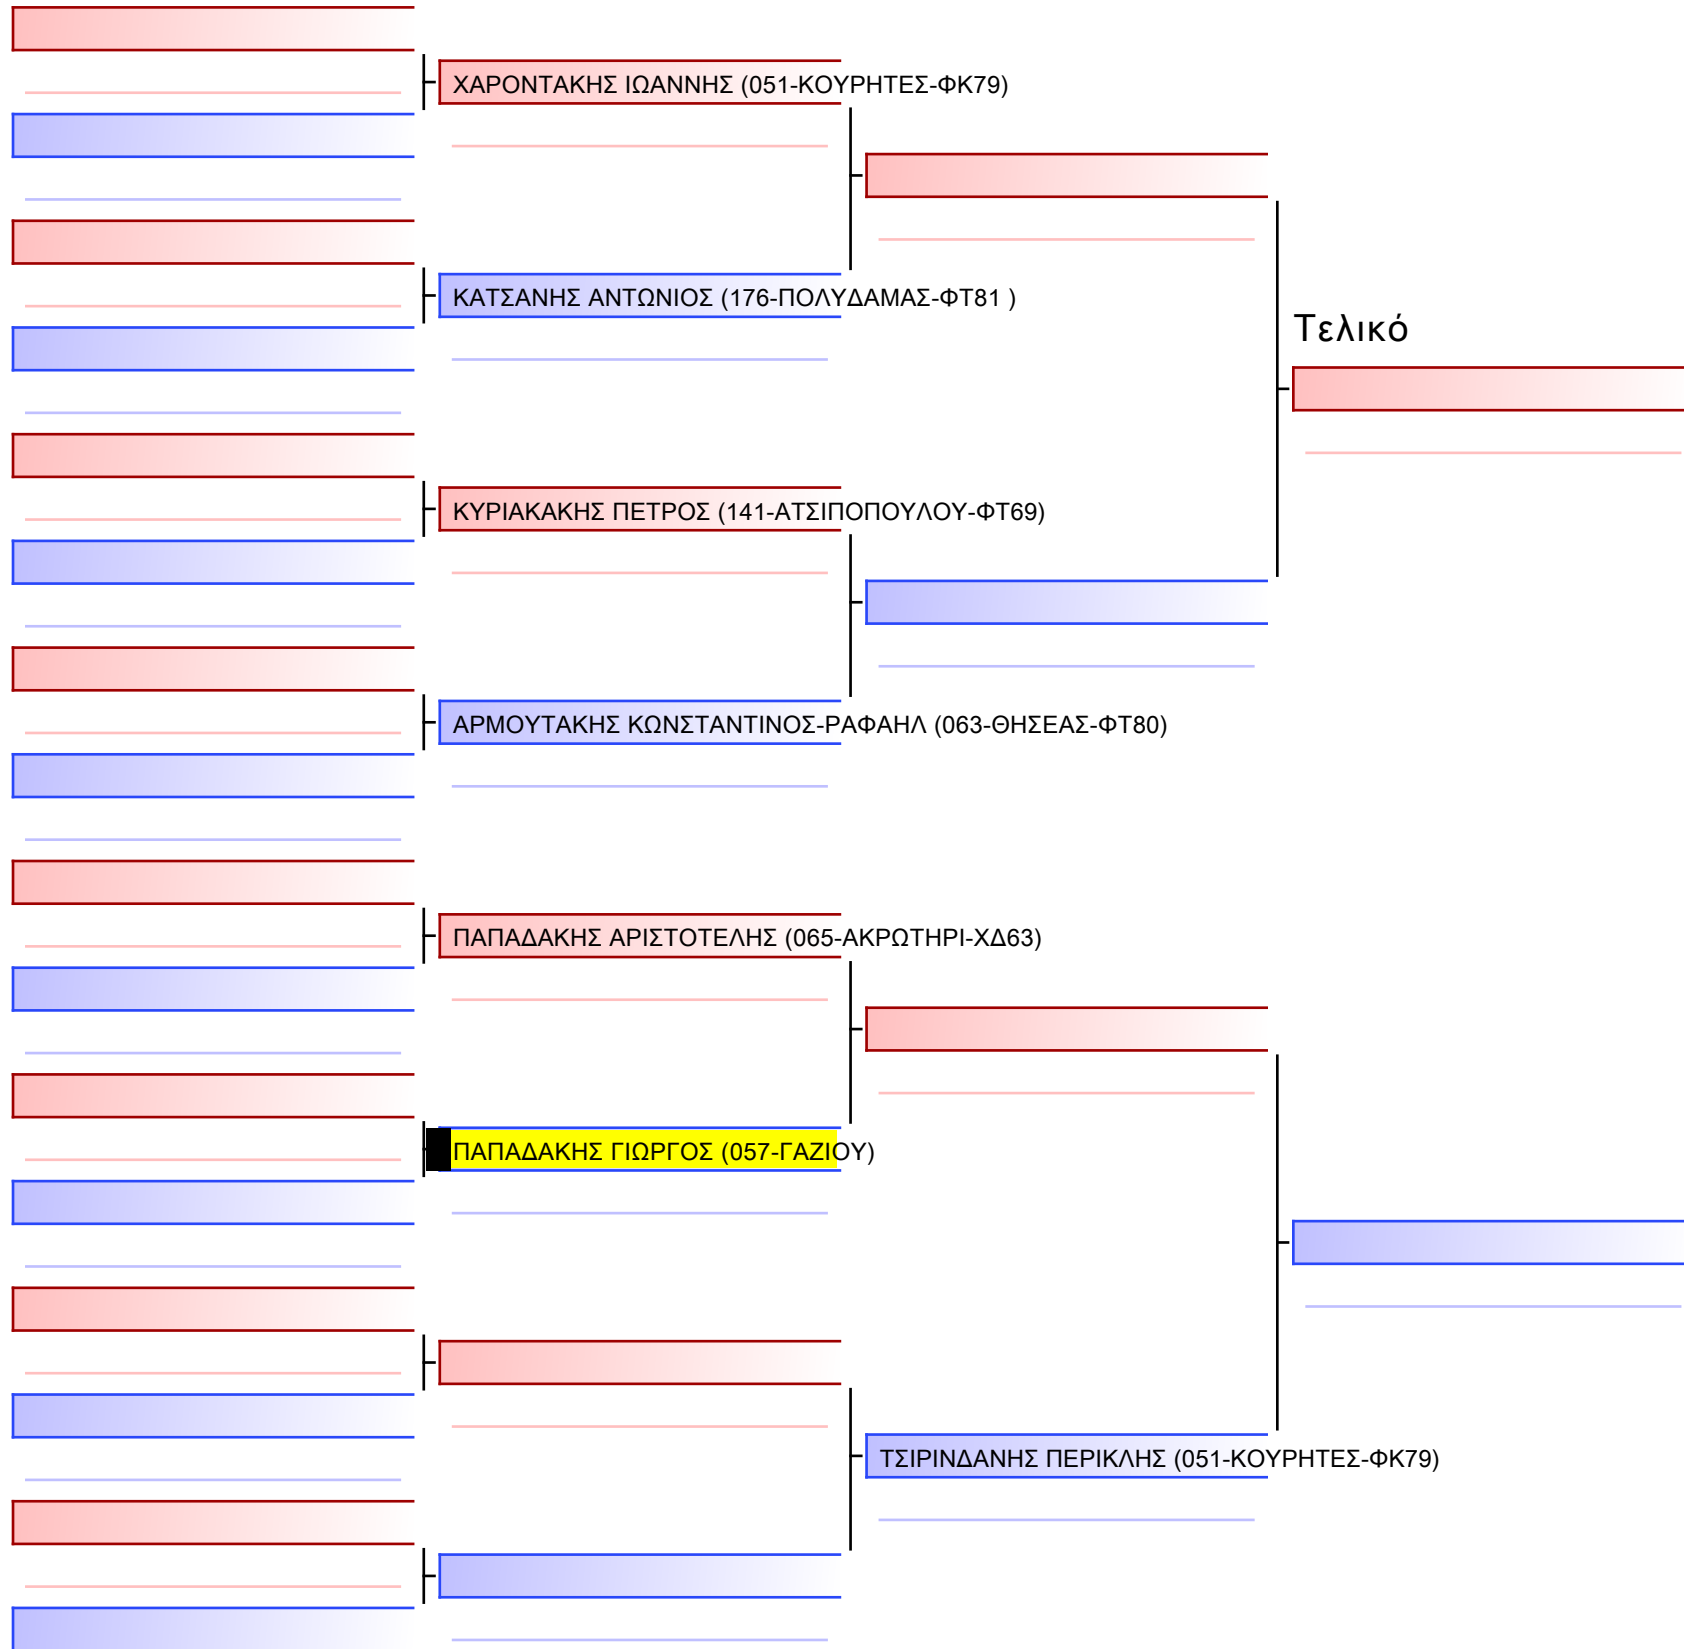 ΧΑΡΟΝΤΑΚΗΣ ΙΩΑΝΝΗΣ (051-ΚΟΥΡΗΤΕΣ-ΦΚ79)
ΚΑΤΣΑΝΗΣ ΑΝΤΩΝΙΟΣ (176-ΠΟΛΥΔΑΜΑΣ-ΦΤ81 )
Τελικό
ΚΥΡΙΑΚΑΚΗΣ ΠΕΤΡΟΣ (141-ΑΤΣΙΠΟΠΟΥΛΟΥ-ΦΤ69)
ΑΡΜΟΥΤΑΚΗΣ ΚΩΝΣΤΑΝΤΙΝΟΣ-ΡΑΦΑΗΛ (063-ΘΗΣΕΑΣ-ΦΤ80)
ΠΑΠΑΔΑΚΗΣ ΑΡΙΣΤΟΤΕΛΗΣ (065-ΑΚΡΩΤΗΡΙ-ΧΔ63)
ΠΑΠΑΔΑΚΗΣ ΓΙΩΡΓΟΣ (057-ΓΑΖΙΟΥ)
ΤΣΙΡΙΝΔΑΝΗΣ ΠΕΡΙΚΛΗΣ (051-ΚΟΥΡΗΤΕΣ-ΦΚ79)